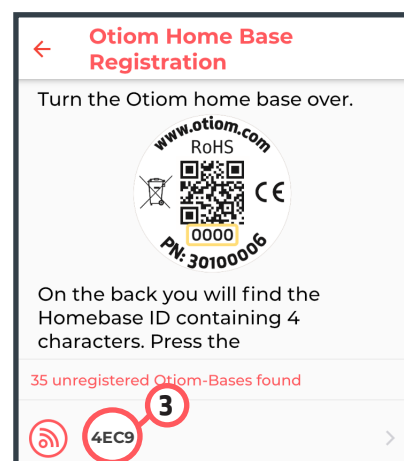 Otiom Home Base
Registration
Turn the Otiom home base over.
www.otiom.com
RoHS
CE
0000
PN: 30100006
On the back you will find the
Homebase ID containing 4
characters. Press the
35 unregistered Otiom-Bases found
3
4EC9